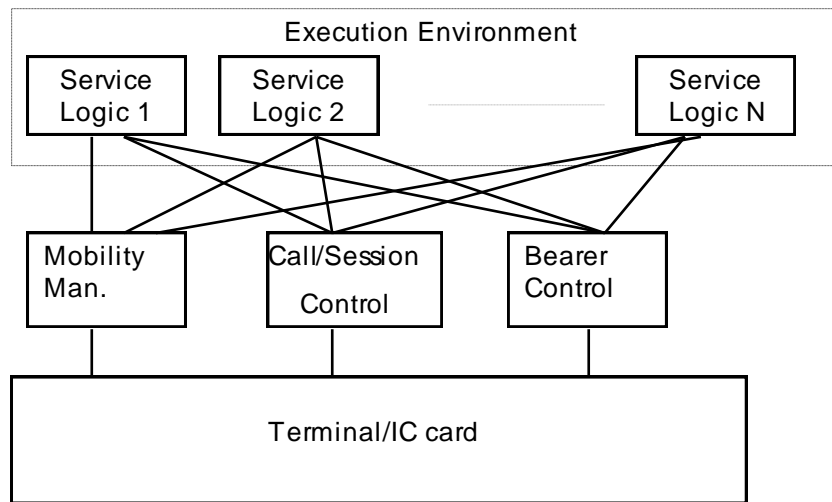 Execution Environment
Service
Logic 1
Service
Logic 2
Service
Logic N
Mobility
Man.
Call/Session
Control
Bearer
Control
Terminal/IC card